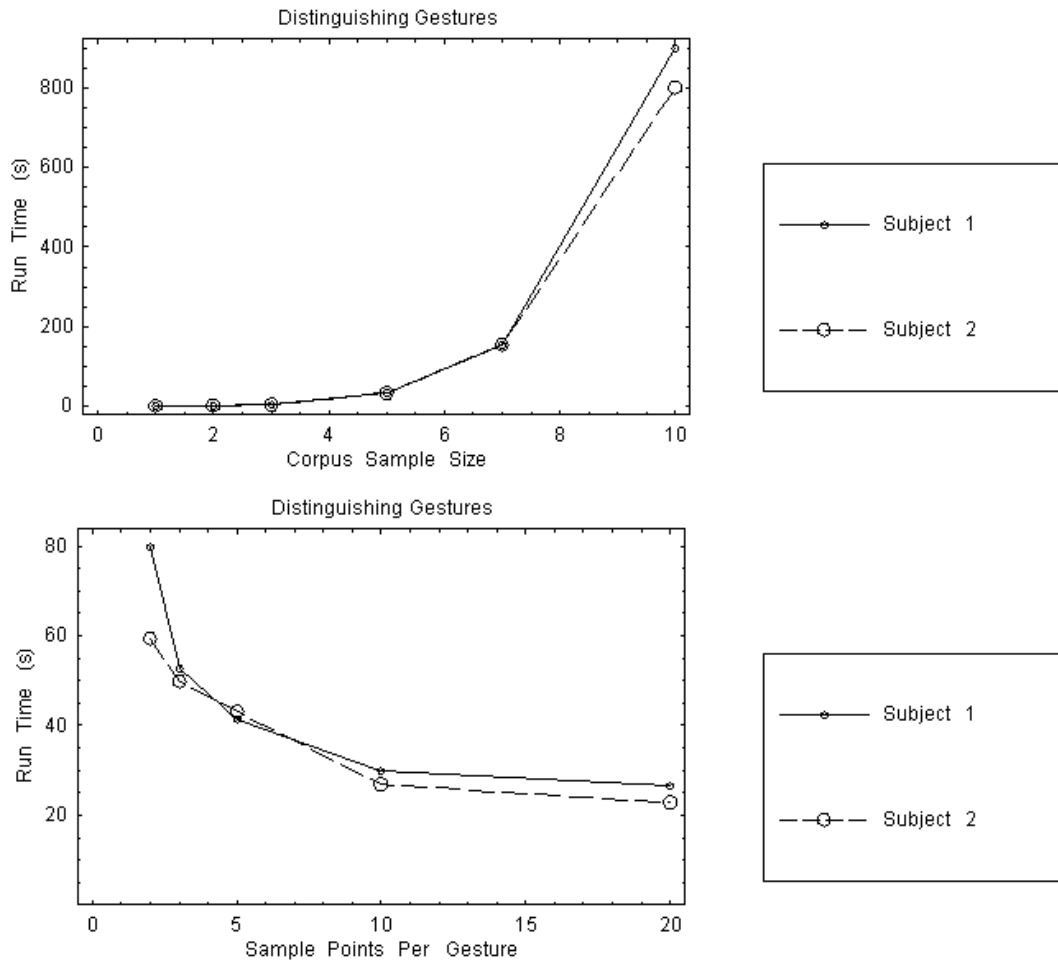 Distinguishing Gestures
800
600
400
200
0
Run Time (s)
0 2 4 6 8 10
Corpus Sample Size
Subject 1
Subject 2
Distinguishing Gestures
80
60
40
20
Run Time (s)
0 5 10 15 20
Sample Points Per Gesture
Subject 1
Subject 2